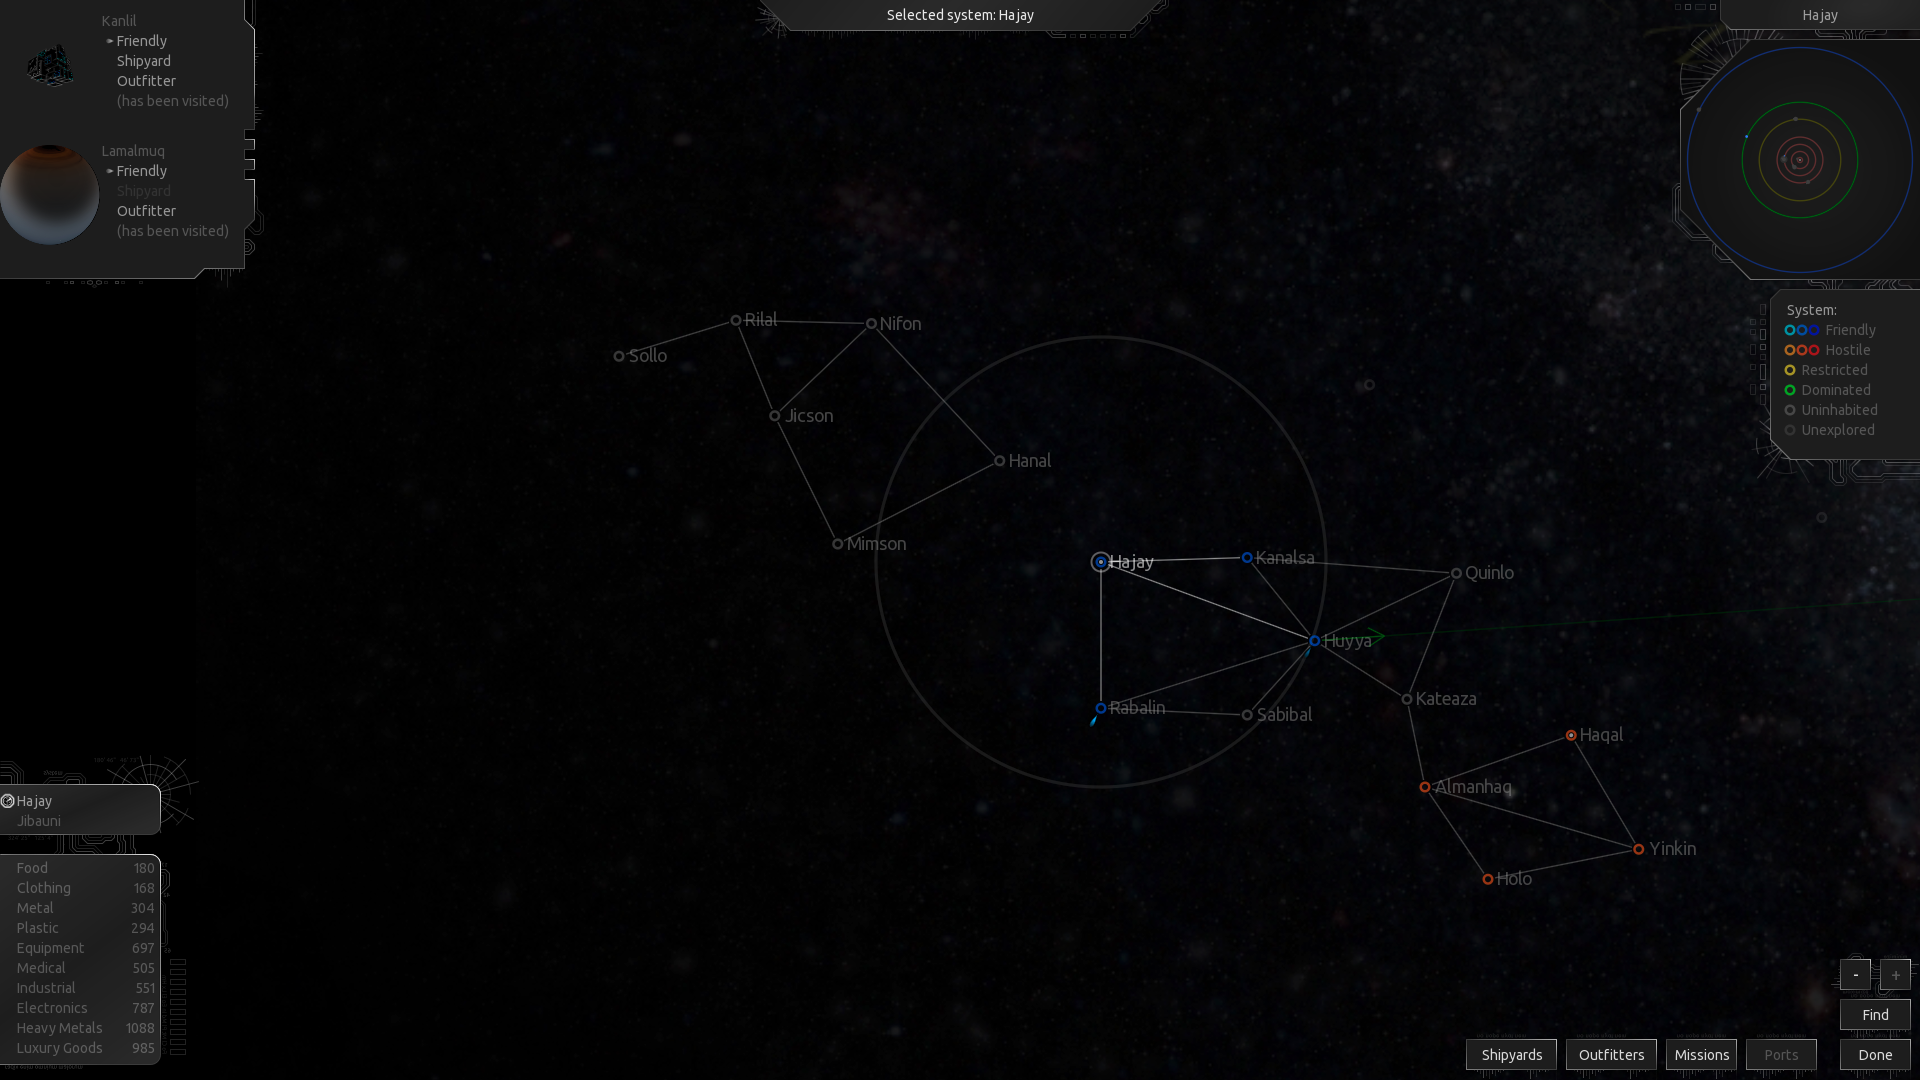 Selected system: Hajay
Hajay
Kanlil
Friendly
Shipyard
Outfitter
(has been visited)
Lamalmuq
Friendly
Shipyard
Outfitter
(has been visited)
System:
Friendly
Hostile
Restricted
Dominated
Uninhabited
Unexplored
Rilal
Nifon
Sollo
Jicson
Hanal
Mimson
Hajay
Kanalsa
Quinlo
Huyya
Kateaza
Rabalin
Sabibal
Haqal
Almanhaq
Yinkin
Holo
Hajay
Jibauni
Food 180
Clothing 168
Metal 304
Plastic 294
Equipment 697
Medical 505
Industrial 551
Electronics 787
Heavy Metals 1088
Luxury Goods 985
- +
Find
Shipyards Outfitters Missions Ports Done